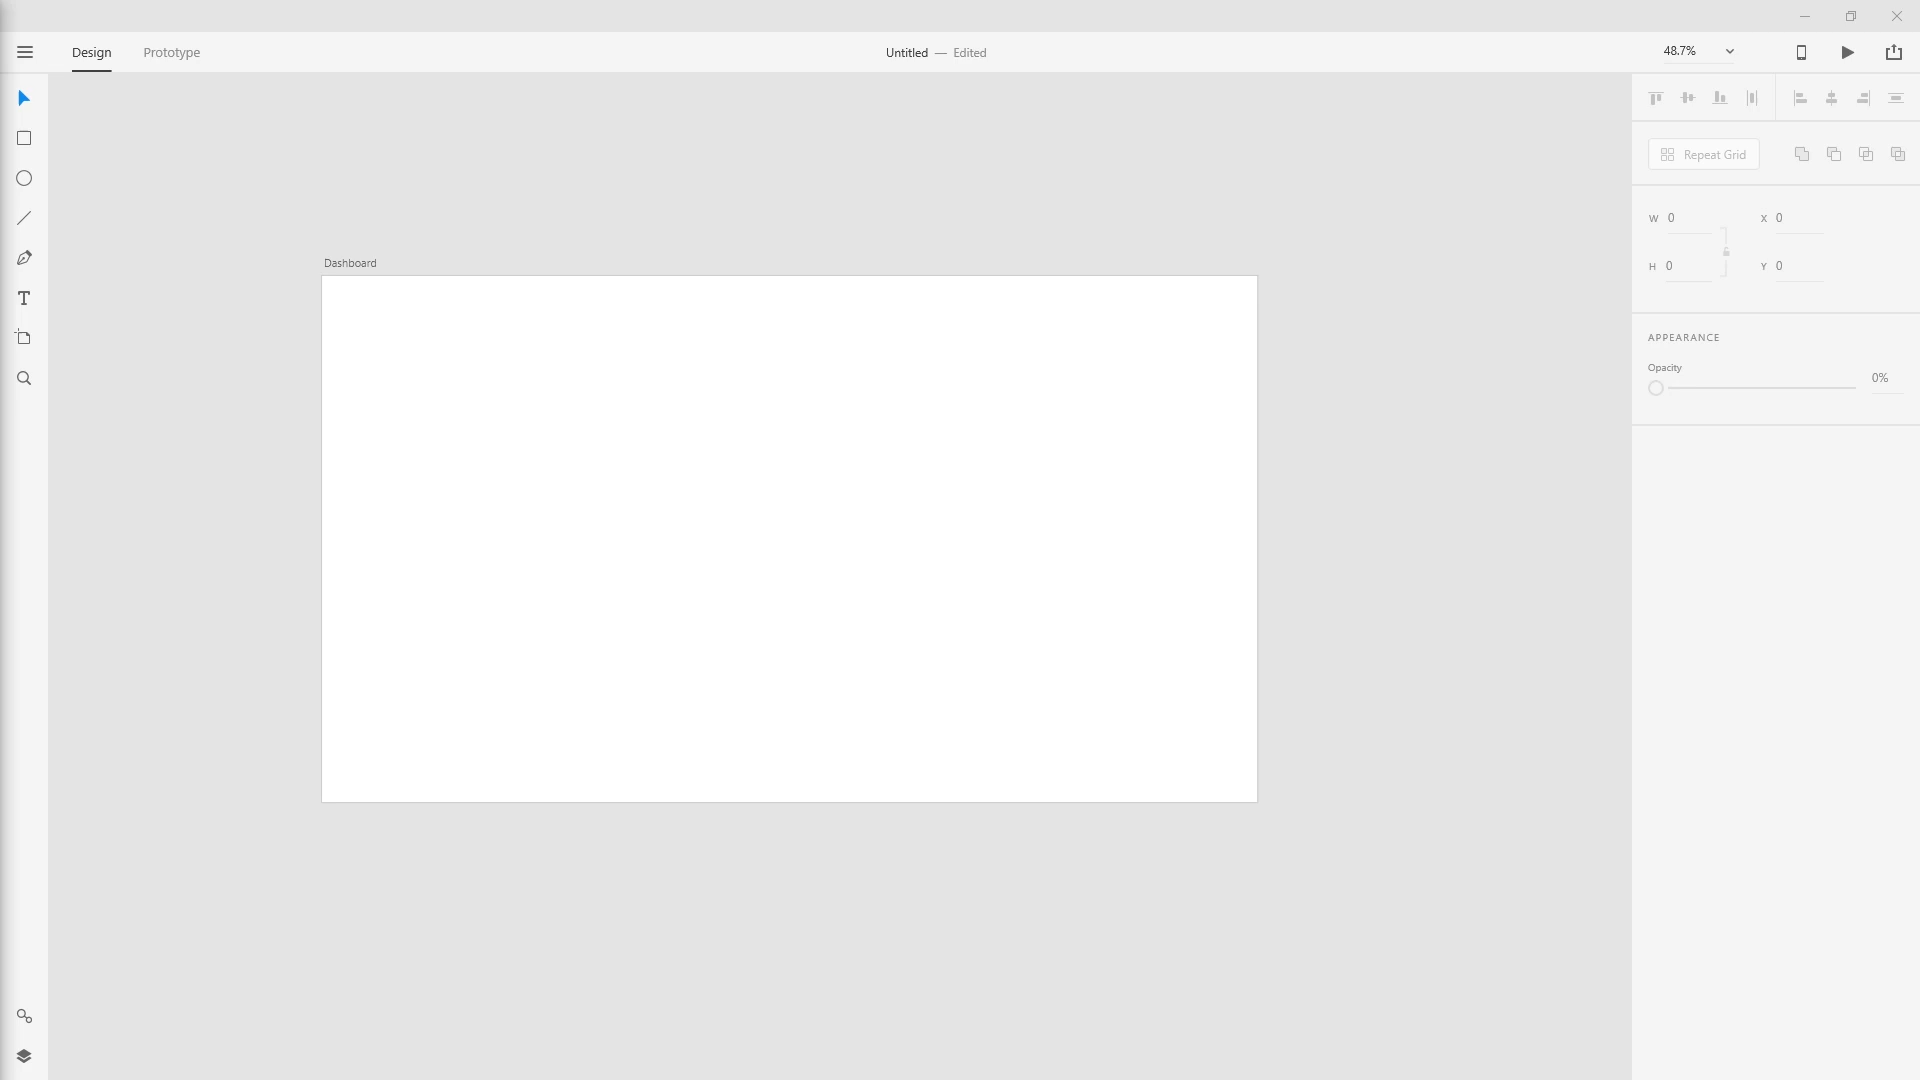 Design Prototype Untitled — Edited 48.7%
Repeat Grid
W 0 X 0
H 0 Y 0
APPEARANCE
Opacity
0%
Dashboard